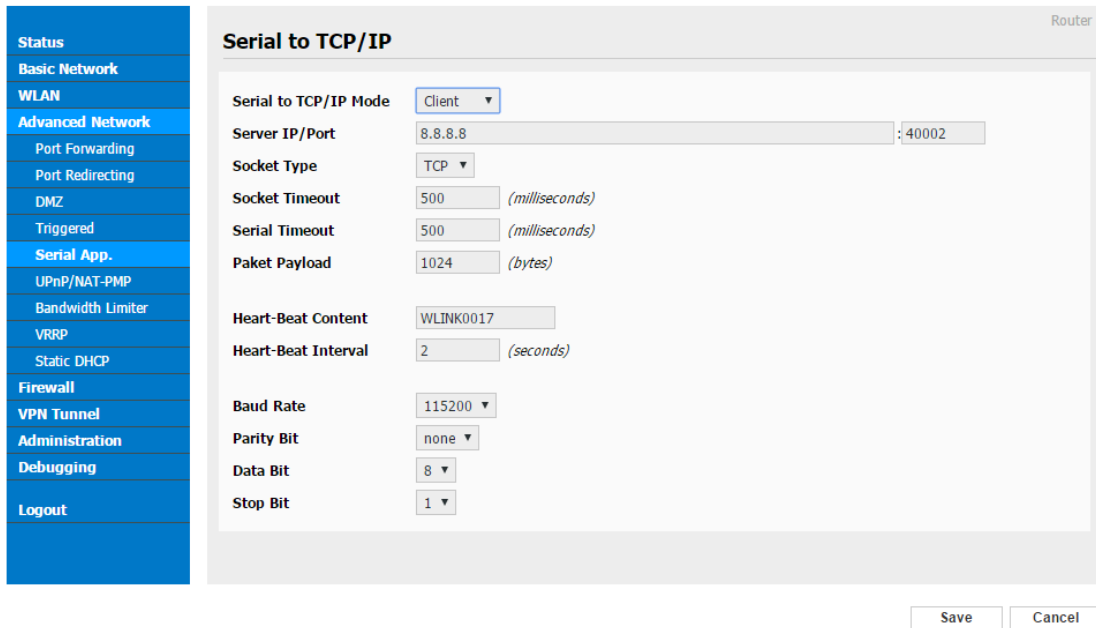 Router
Status
Basic Network
WLAN
Advanced Network
Port Forwarding
Port Redirecting
DMZ
Triggered
Serial App.
UPnP/NAT-PMP
Bandwidth Limiter
VRRP
Static DHCP
Firewall
VPN Tunnel
Administration
Debugging
Logout
Serial to TCP/IP
Serial to TCP/IP Mode Client
Server IP/Port 8.8.8.8 : 40002
Socket Type TCP
Socket Timeout 500 (milliseconds)
Serial Timeout 500 (milliseconds)
Paket Payload 1024 (bytes)
Heart-Beat Content WLINK0017
Heart-Beat Interval 2 (seconds)
Baud Rate 115200
Parity Bit none
Data Bit 8
Stop Bit 1
Save Cancel